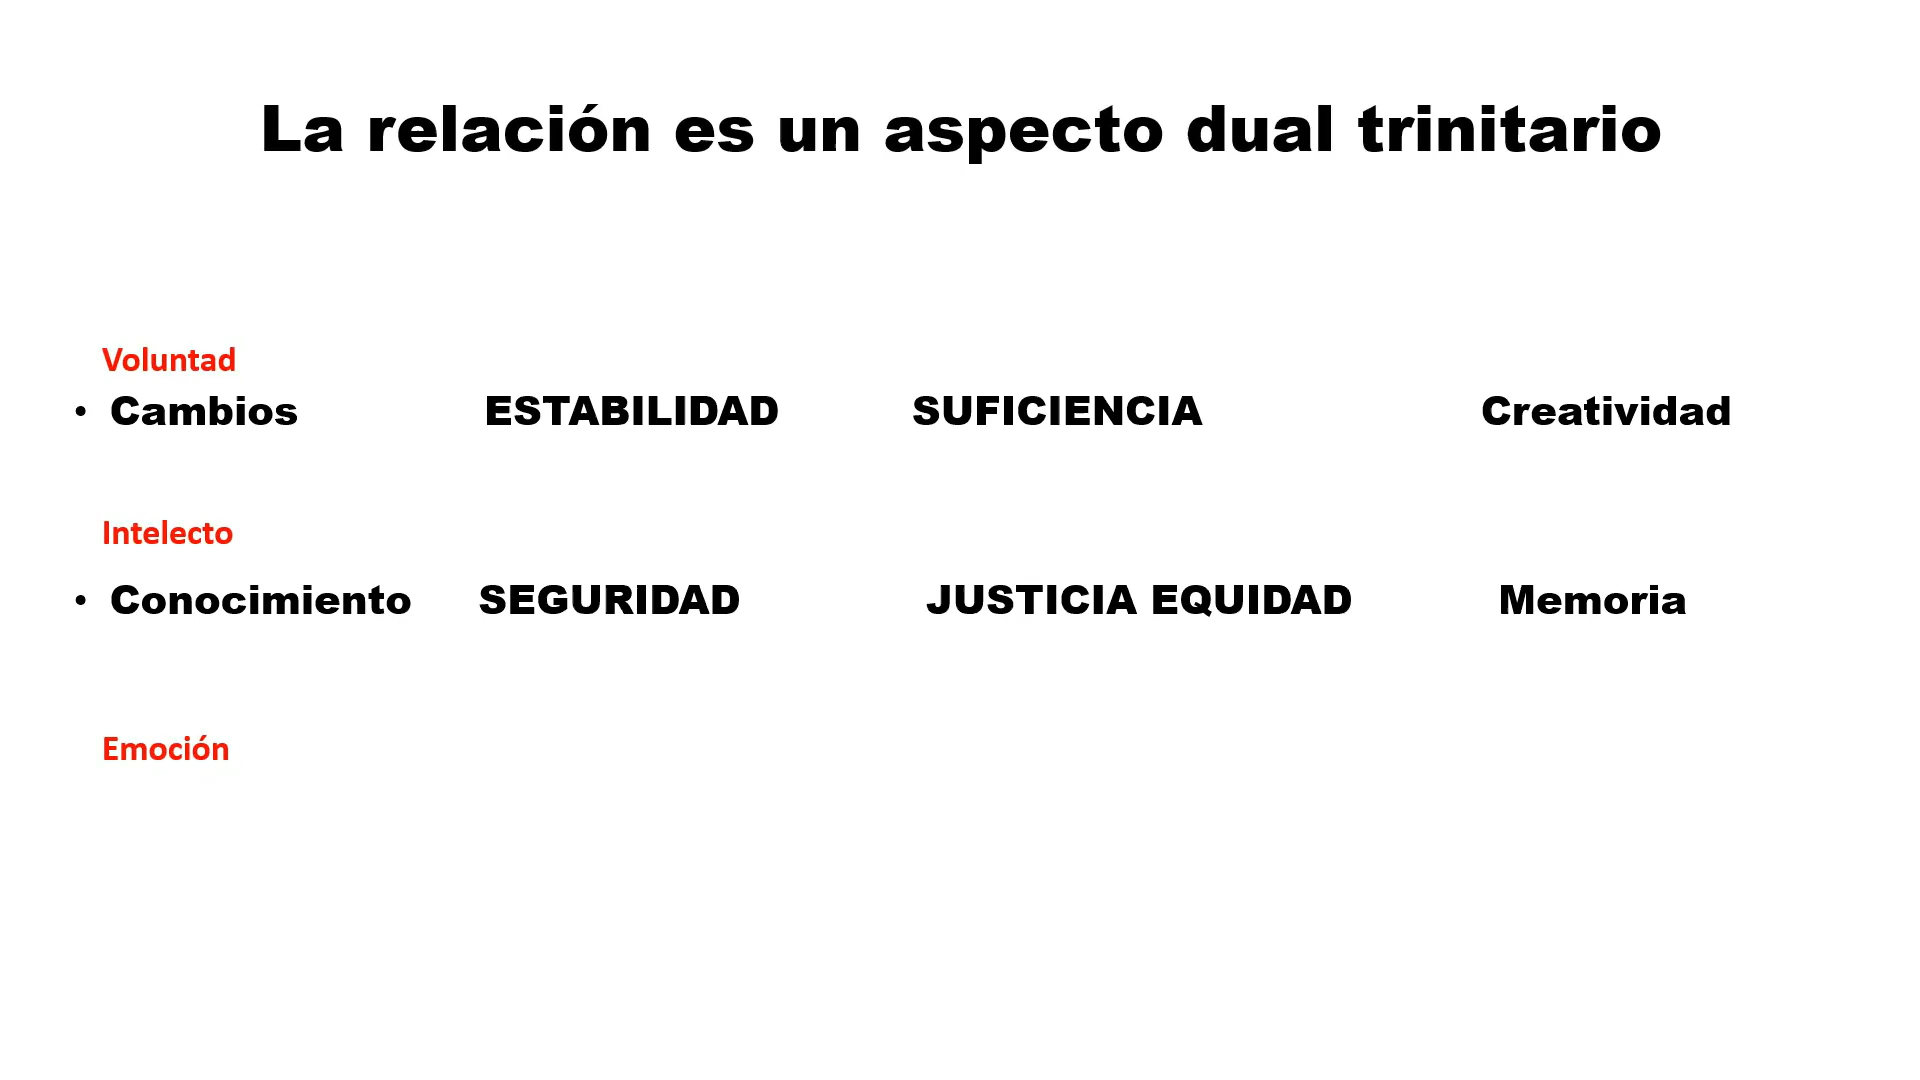 La relación es un aspecto dual trinitario
Voluntad
• Cambios ESTABILIDAD SUFICIENCIA Creatividad
Intelecto
• Conocimiento SEGURIDAD JUSTICIA EQUIDAD Memoria
Emoción